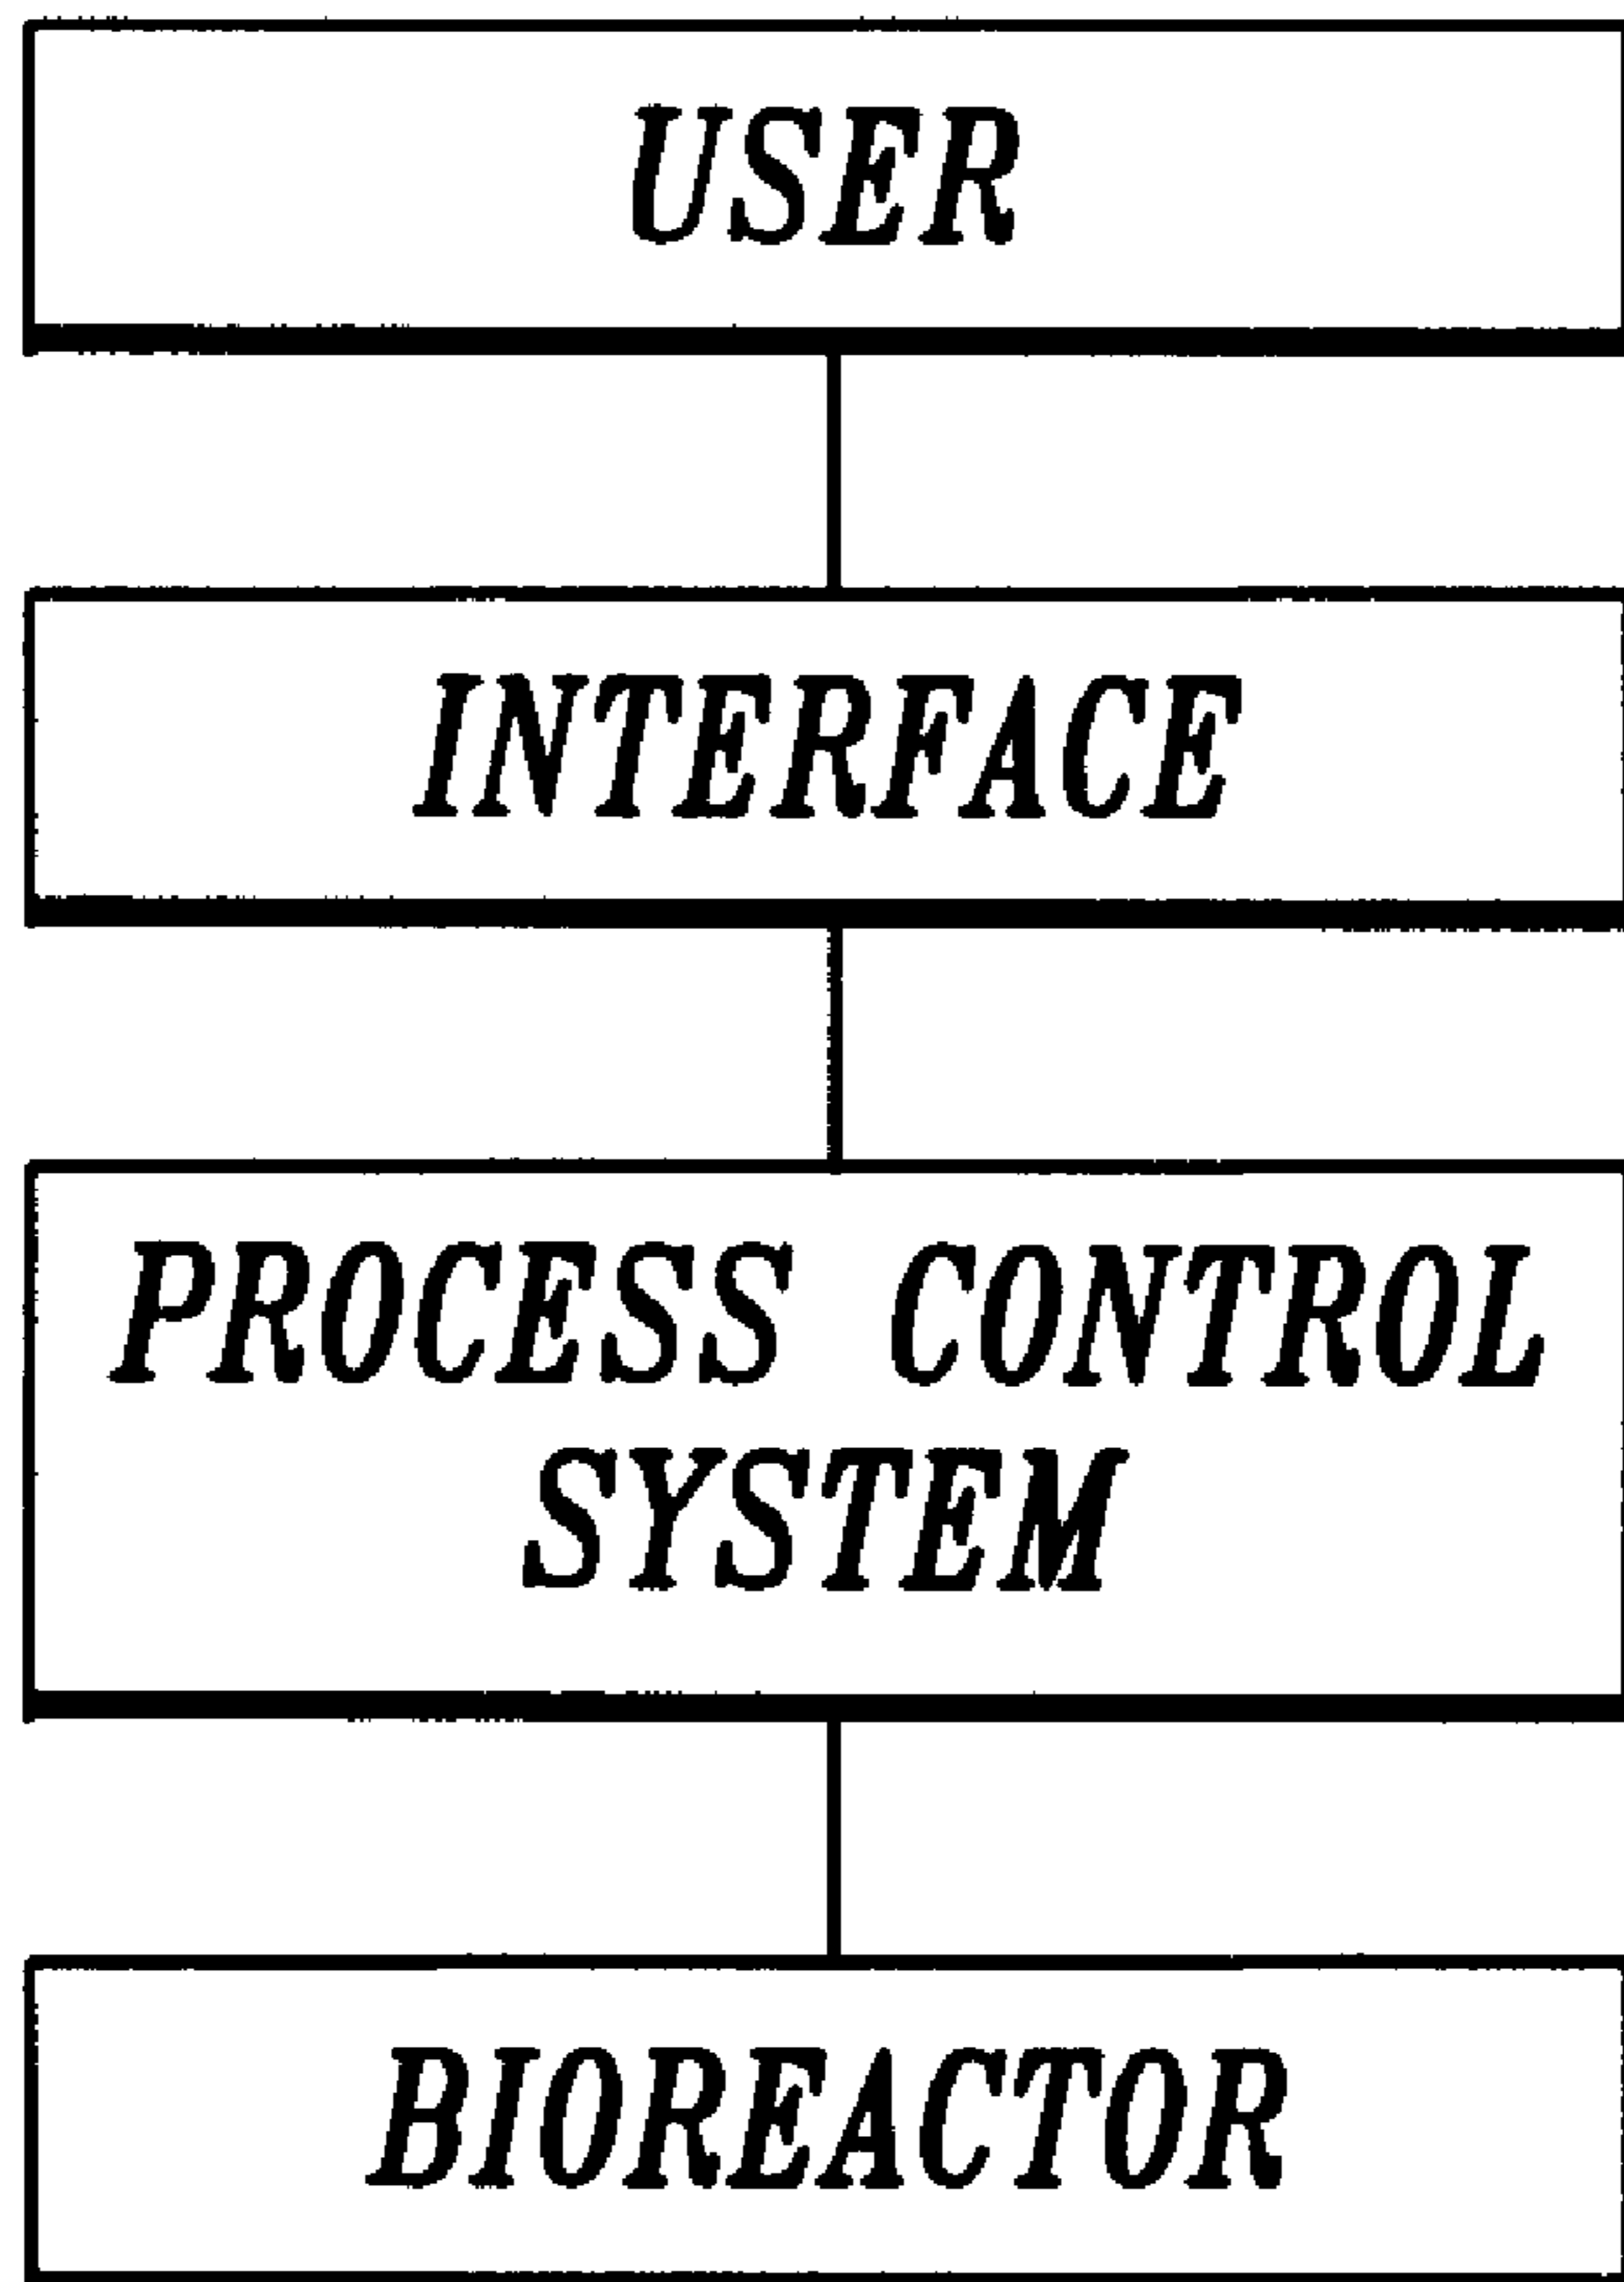 USER
INTERFACE
PROCESS CONTROL
SYSTEM
BIOREACTOR